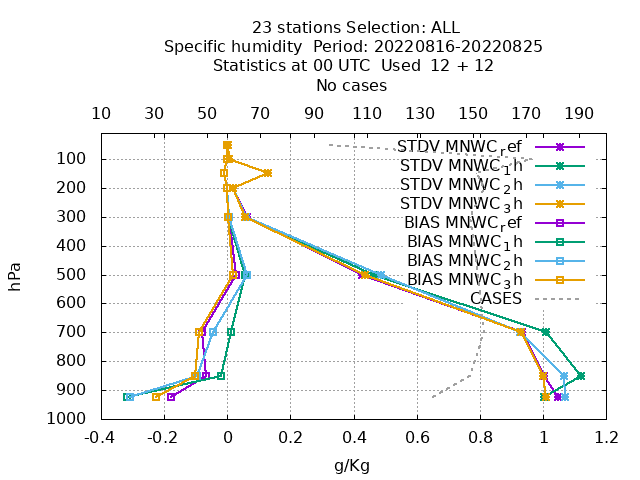 23 stations Selection: ALL
Specific humidity  Period: 20220816-20220825
Statistics at 00 UTC  Used  12 + 12
No cases
10 30 50 70 90 110 130 150 170 190
STDV MNWC_ref
STDV MNWC_1h
STDV MNWC_2h
STDV MNWC_3h
BIAS MNWC_ref
BIAS MNWC_1h
BIAS MNWC_2h
BIAS MNWC_3h
CASES
hPa
100
200
300
400
500
600
700
800
900
1000
-0.4 -0.2 0 0.2 0.4 0.6 0.8 1 1.2
g/Kg